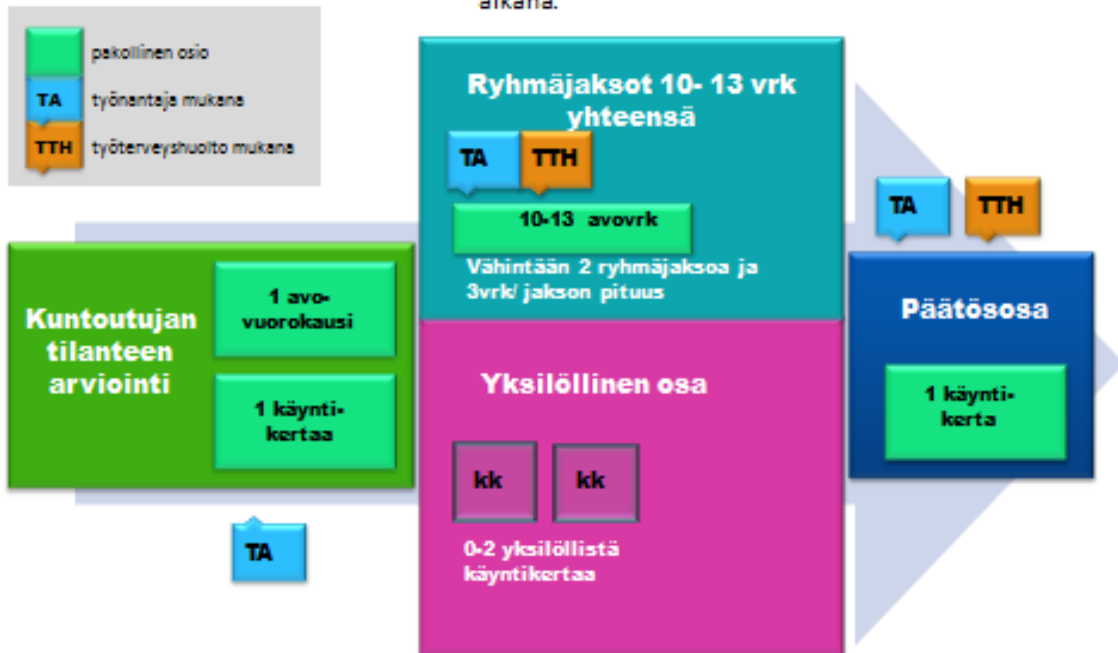 aikana.
pakollinen osio
TA työnantaja mukana
TTH työterveyshuolto mukana
Ryhmäjaksot 10- 13 vrk
yhteensä
TA TTH
10-13 avovrk
Vähintään 2 ryhmäjaksoa ja
3vrk/ jakson pituus
Kuntoutujan
tilanteen
arviointi
1 avo-
vuorokausi
1 käynti-
kertaa
TA
Yksilöllinen osa
kk kk
0-2 yksilöllistä
käyntikertaa
TA TTH
Päätösosa
1 käynti-
kerta